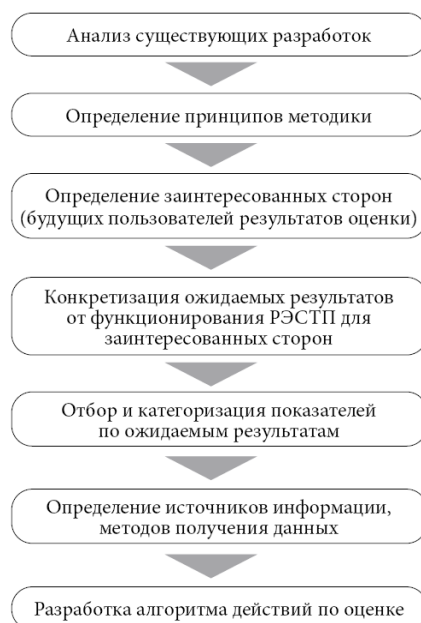 Анализ существующих разработок
Определение принципов методики
Определение заинтересованных сторон
(будущих пользователей результатов оценки)
Конкретизация ожидаемых результатов
от функционирования РЭСТП для
заинтересованных сторон
Отбор и категоризация показателей
по ожидаемым результатам
Определение источников информации,
методов получения данных
Разработка алгоритма действий по оценке